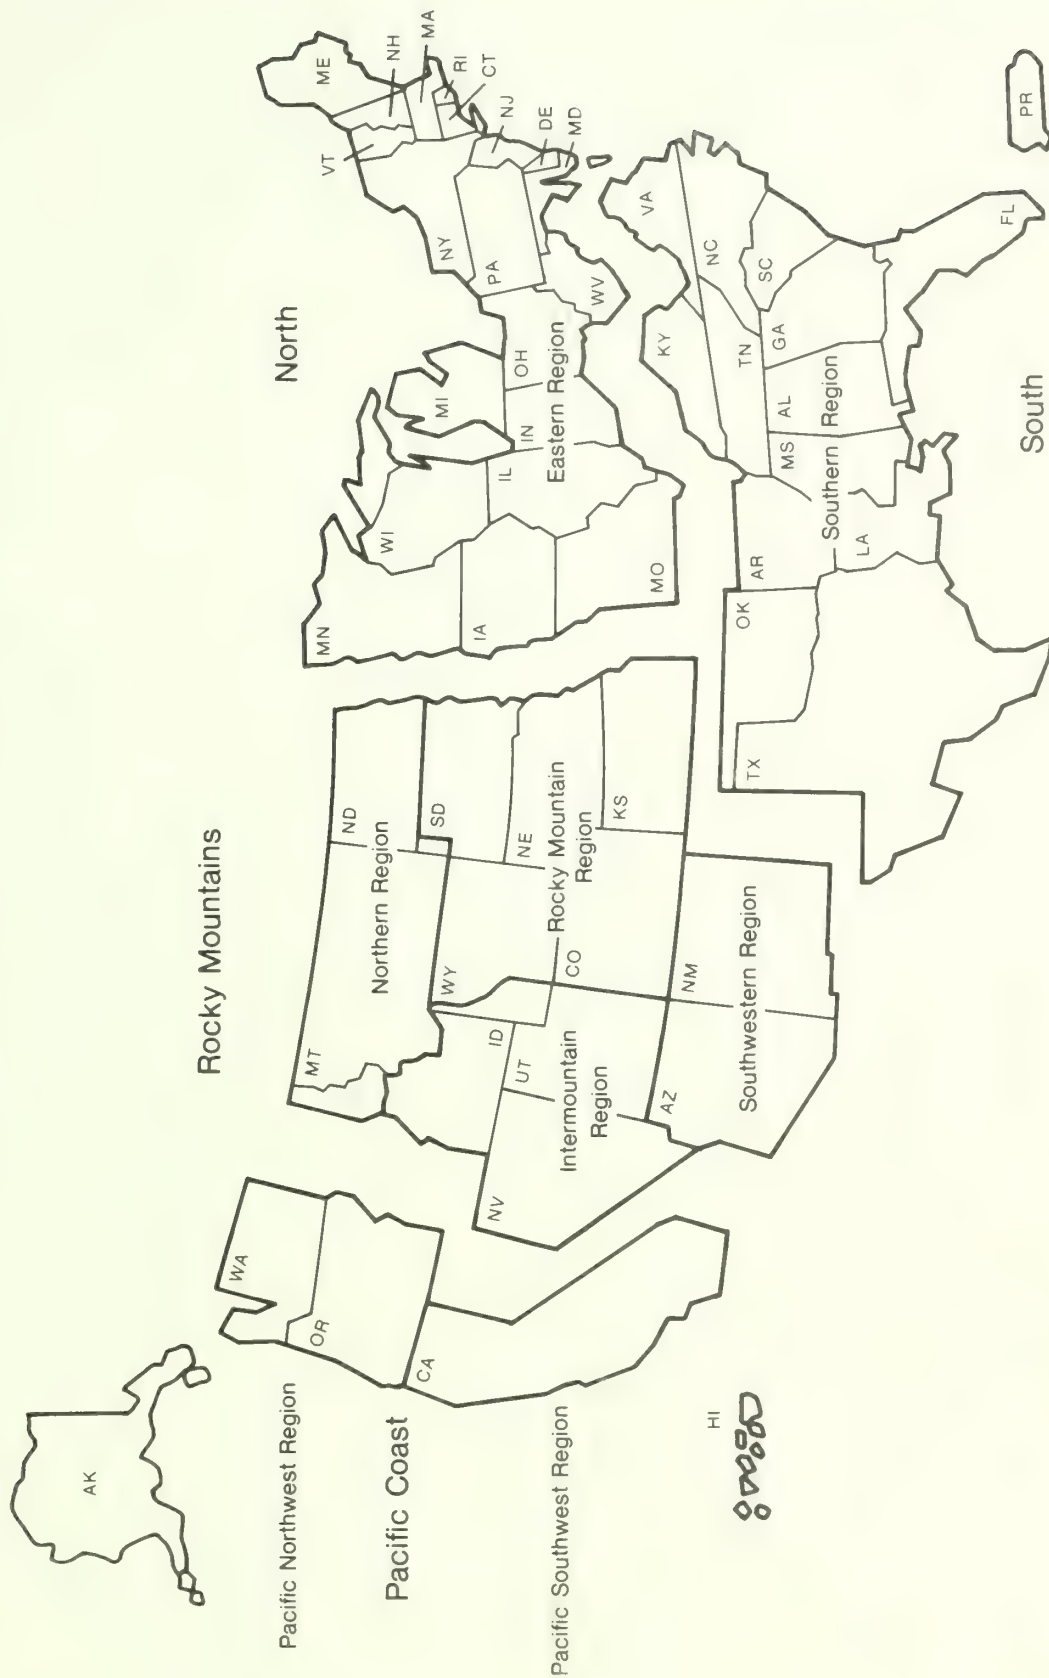 AK
Pacific Northwest Region
Pacific Coast
Pacific Southwest Region
HI
WA
OR
CA
Rocky Mountains
MT
ND
Northern Region
SD
WY
ID
NE
Rocky Mountain
Region
KS
CO
UT
NV
Intermountain
Region
AZ
NM
Southwestern Region
North
MN
WI
MI
IA
IL
IN
OH
Eastern Region
MO
WV
PA
NY
VT
ME
NH
MA
RI
CT
NJ
DE
MD
South
KY
VA
NC
TN
SC
GA
AL
MS
Southern Region
AR
LA
OK
TX
FL
PR